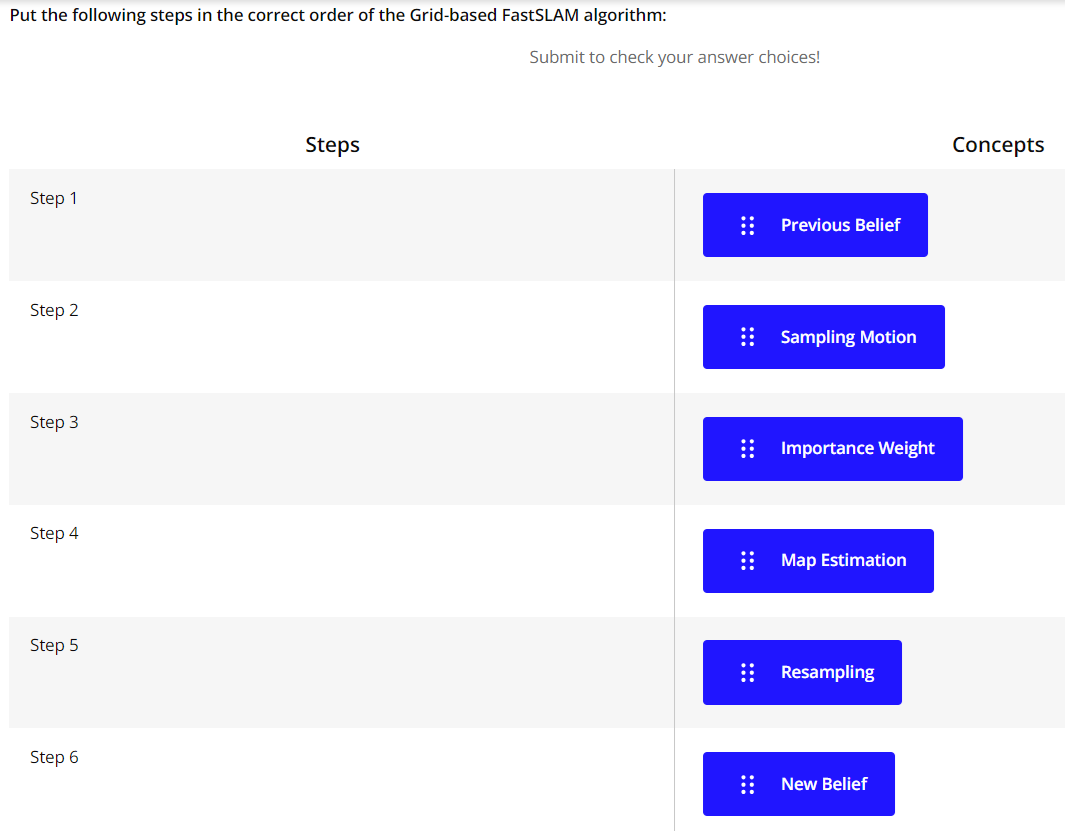 Put the following steps in the correct order of the Grid-based FastSLAM algorithm:
Submit to check your answer choices!
Steps Concepts
Step 1 Previous Belief
Step 2 Sampling Motion
Step 3 Importance Weight
Step 4 Map Estimation
Step 5 Resampling
Step 6 New Belief